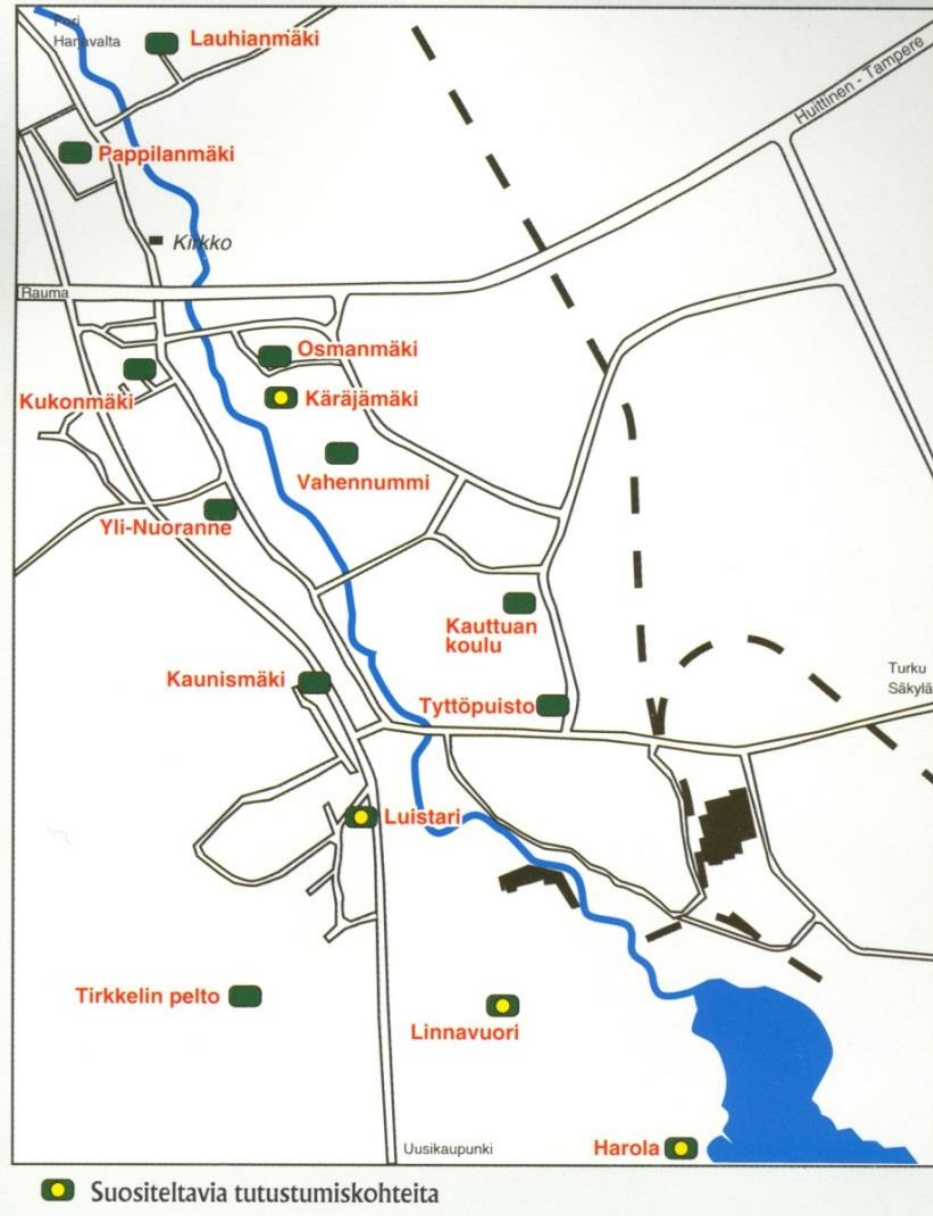 Pori
Harjavalta
Lauhianmäki
Huittinen - Tampere
Pappilanmäki
Kirkko
Rauma
Osmanmäki
Kukonmäki
Käräjämäki
Vahennummi
Yli-Nuoranne
Kauttuan
koulu
Kaunismäki
Turku
Säkylä
Tyttöpuisto
Luistari
Tirkkelin pelto
Linnavuori
Uusikaupunki
Harola
Suositeltavia tutustumiskohteita